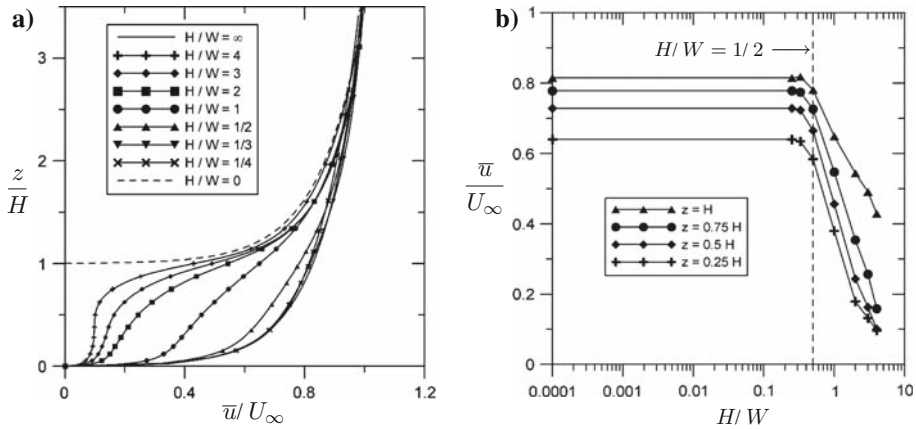 a)
3
2
1
0
z/H
H / W = ∞
H / W = 4
H / W = 3
H / W = 2
H / W = 1
H / W = 1/2
H / W = 1/3
H / W = 1/4
H / W = 0
0 0.4 0.8 1.2
u̅/U∞
b)
1
0.8
0.6
0.4
0.2
0
u̅/U∞
H/W = 1/2 →
z = H
z = 0.75 H
z = 0.5 H
z = 0.25 H
0.0001 0.001 0.01 0.1 1 10
H/W